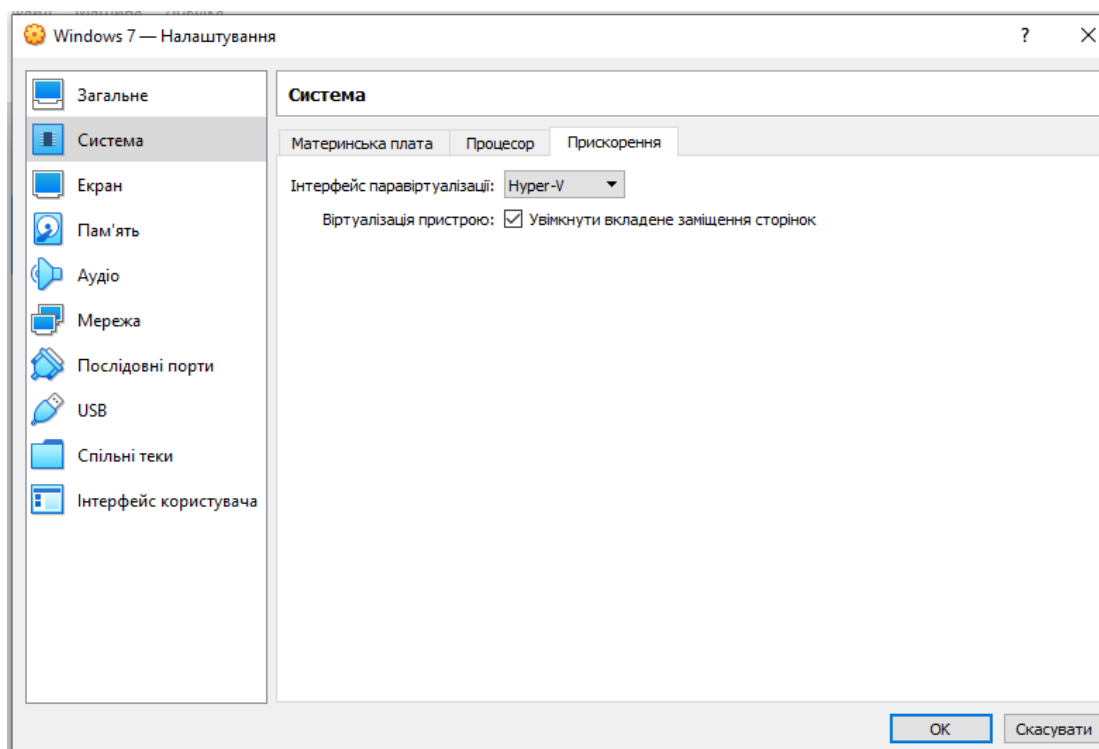 Windows 7 — Налаштування
?
Загальне
Система
Екран
Пам'ять
Аудіо
Мережа
Послідовні порти
USB
Спільні теки
Інтерфейс користувача
Система
Материнська плата Процесор Прискорення
Інтерфейс паравіртуалізації: Hyper-V
Віртуалізація пристрою: Увімкнути вкладене заміщення сторінок
OK Скасувати